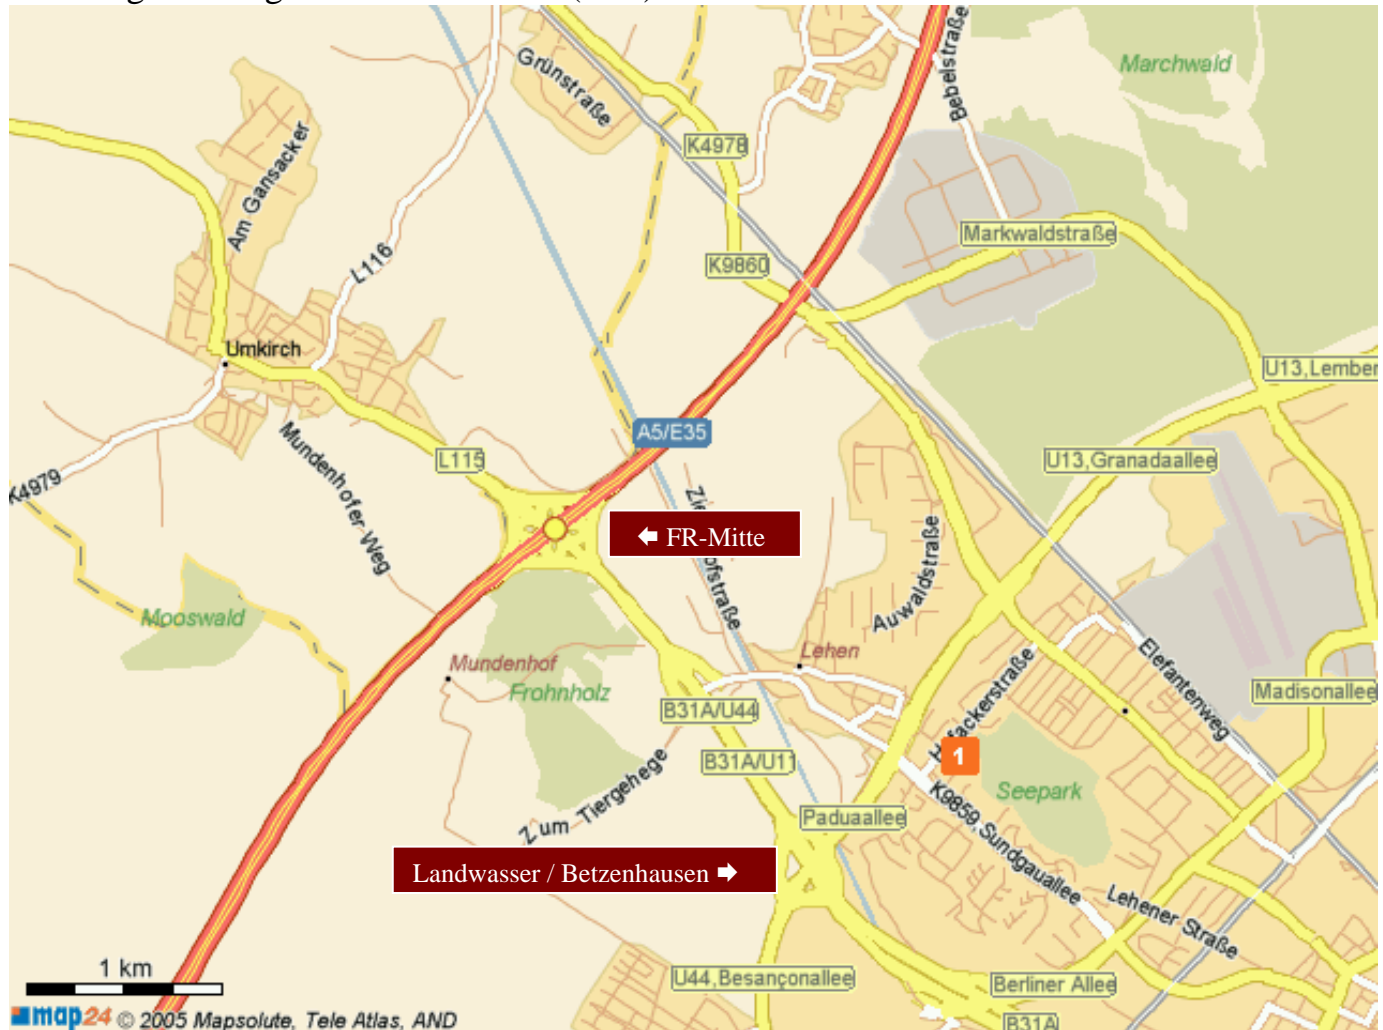 Marchwald
Bebelstraße
Grünstraße
K4978
Am Gansacker
L116
Markwaldstraße
K9860
Umkirch
U13,Lember
A5/E35
Mundenhofer Weg
L115
U13,Granadaallee
K4979
FR-Mitte
Auwaldstraße
Mooswald
Lehen
Mundenhof
Frohnholz
Elefantenweg
Madisonallee
B31A/U44
B31A/U11
1
Seepark
Zum Tiergehege
Paduaallee
K9859,Sundgauallee
Landwasser / Betzenhausen
Lehener Straße
1 km
U44,Besançonallee
Berliner Allee
B31A
map24 © 2005 Mapsolute, Tele Atlas, AND